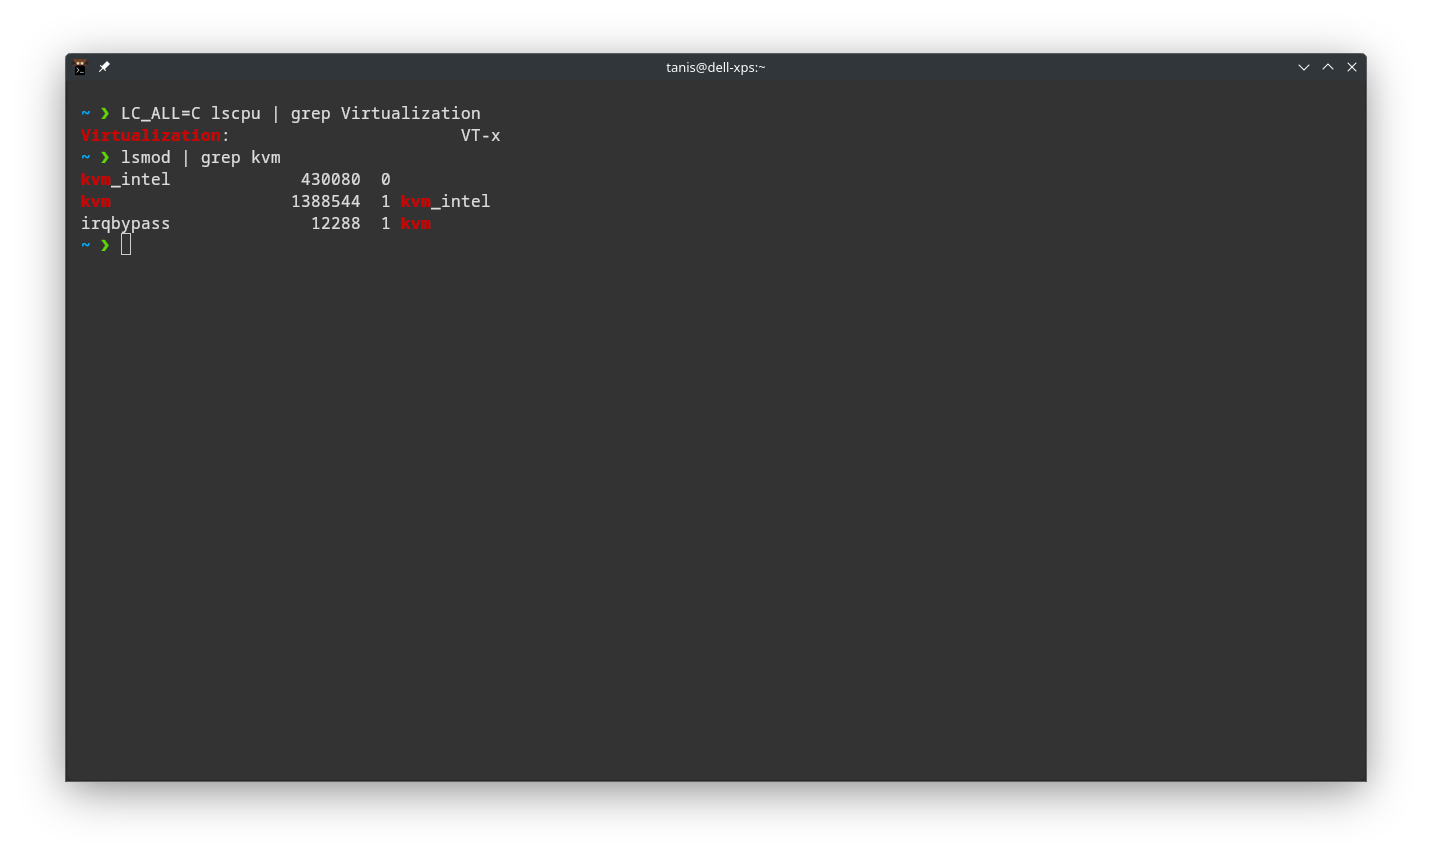 tanis@dell-xps:~
~ ❯ LC_ALL=C lscpu | grep Virtualization
Virtualization:                        VT-x
~ ❯ lsmod | grep kvm
kvm_intel             430080  0
kvm                  1388544  1 kvm_intel
irqbypass              12288  1 kvm
~ ❯